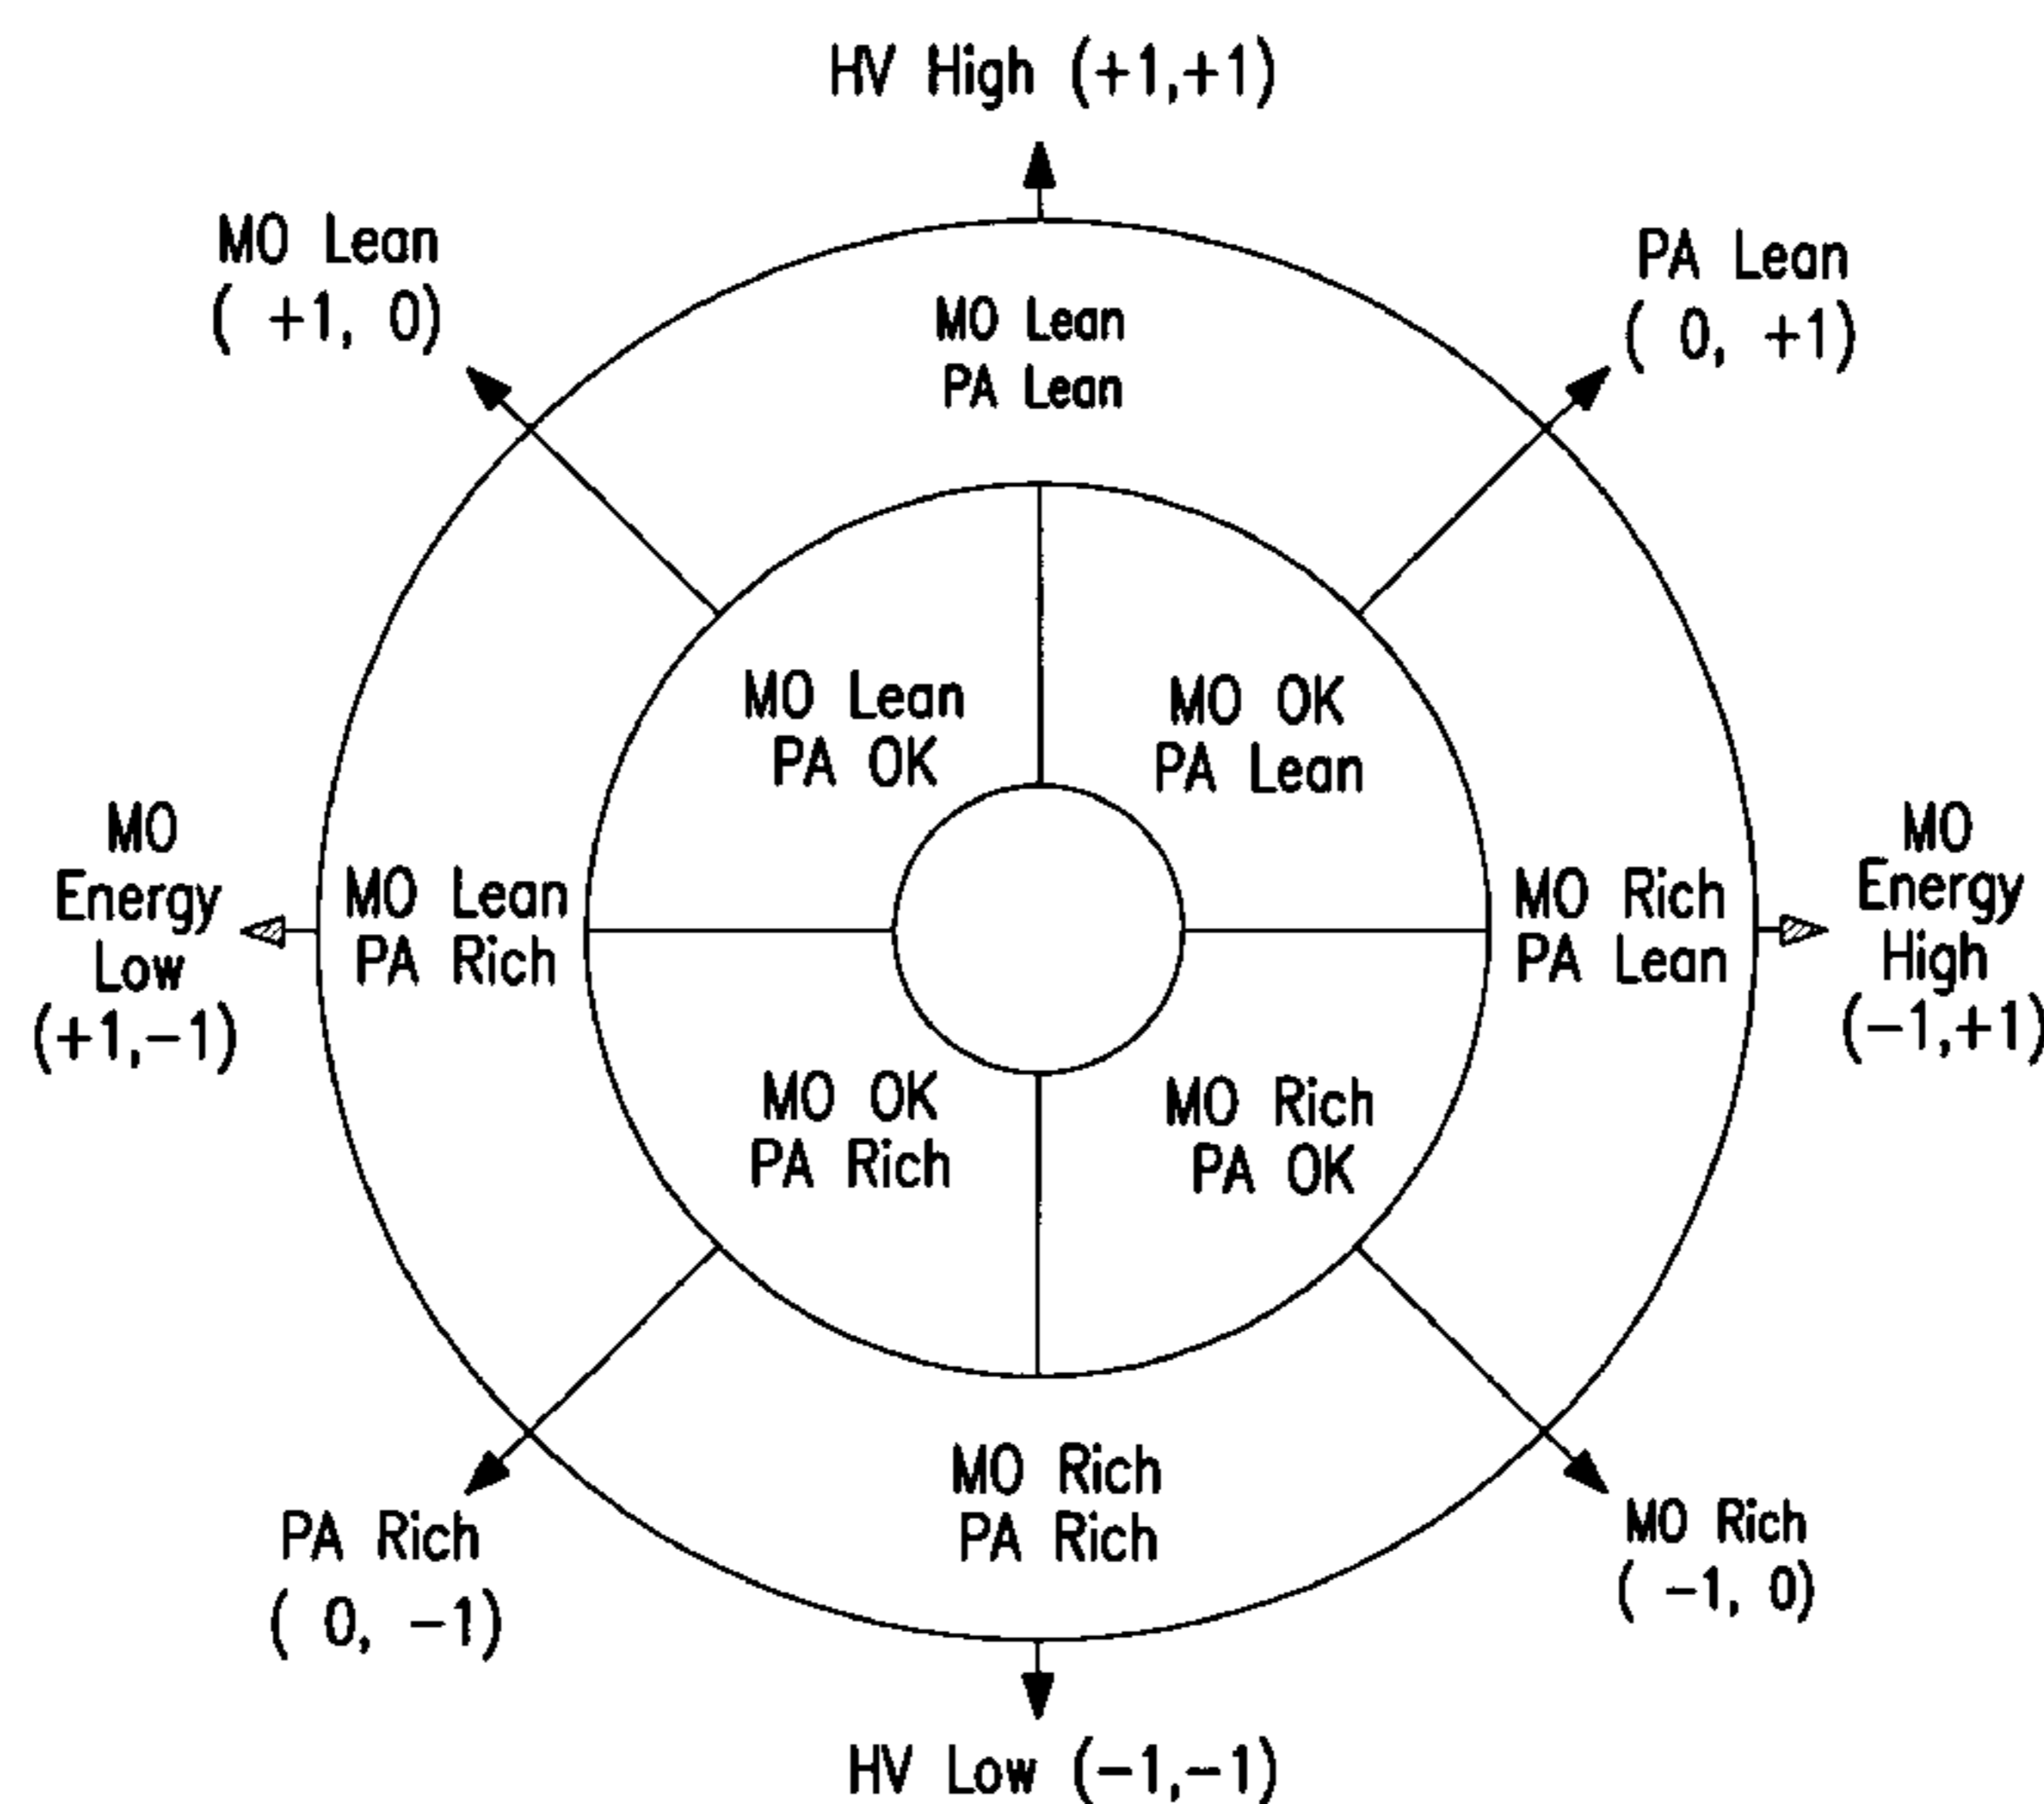 HV High (+1,+1)
MO Lean
( +1, 0)
PA Lean
( 0, +1)
MO Lean
PA Lean
MO Lean
PA OK
MO OK
PA Lean
MO
Energy
Low
(+1,-1)
MO Lean
PA Rich
MO Rich
PA Lean
MO
Energy
High
(-1,+1)
MO OK
PA Rich
MO Rich
PA OK
MO Rich
PA Rich
PA Rich
( 0, -1)
MO Rich
( -1, 0)
HV Low (-1,-1)